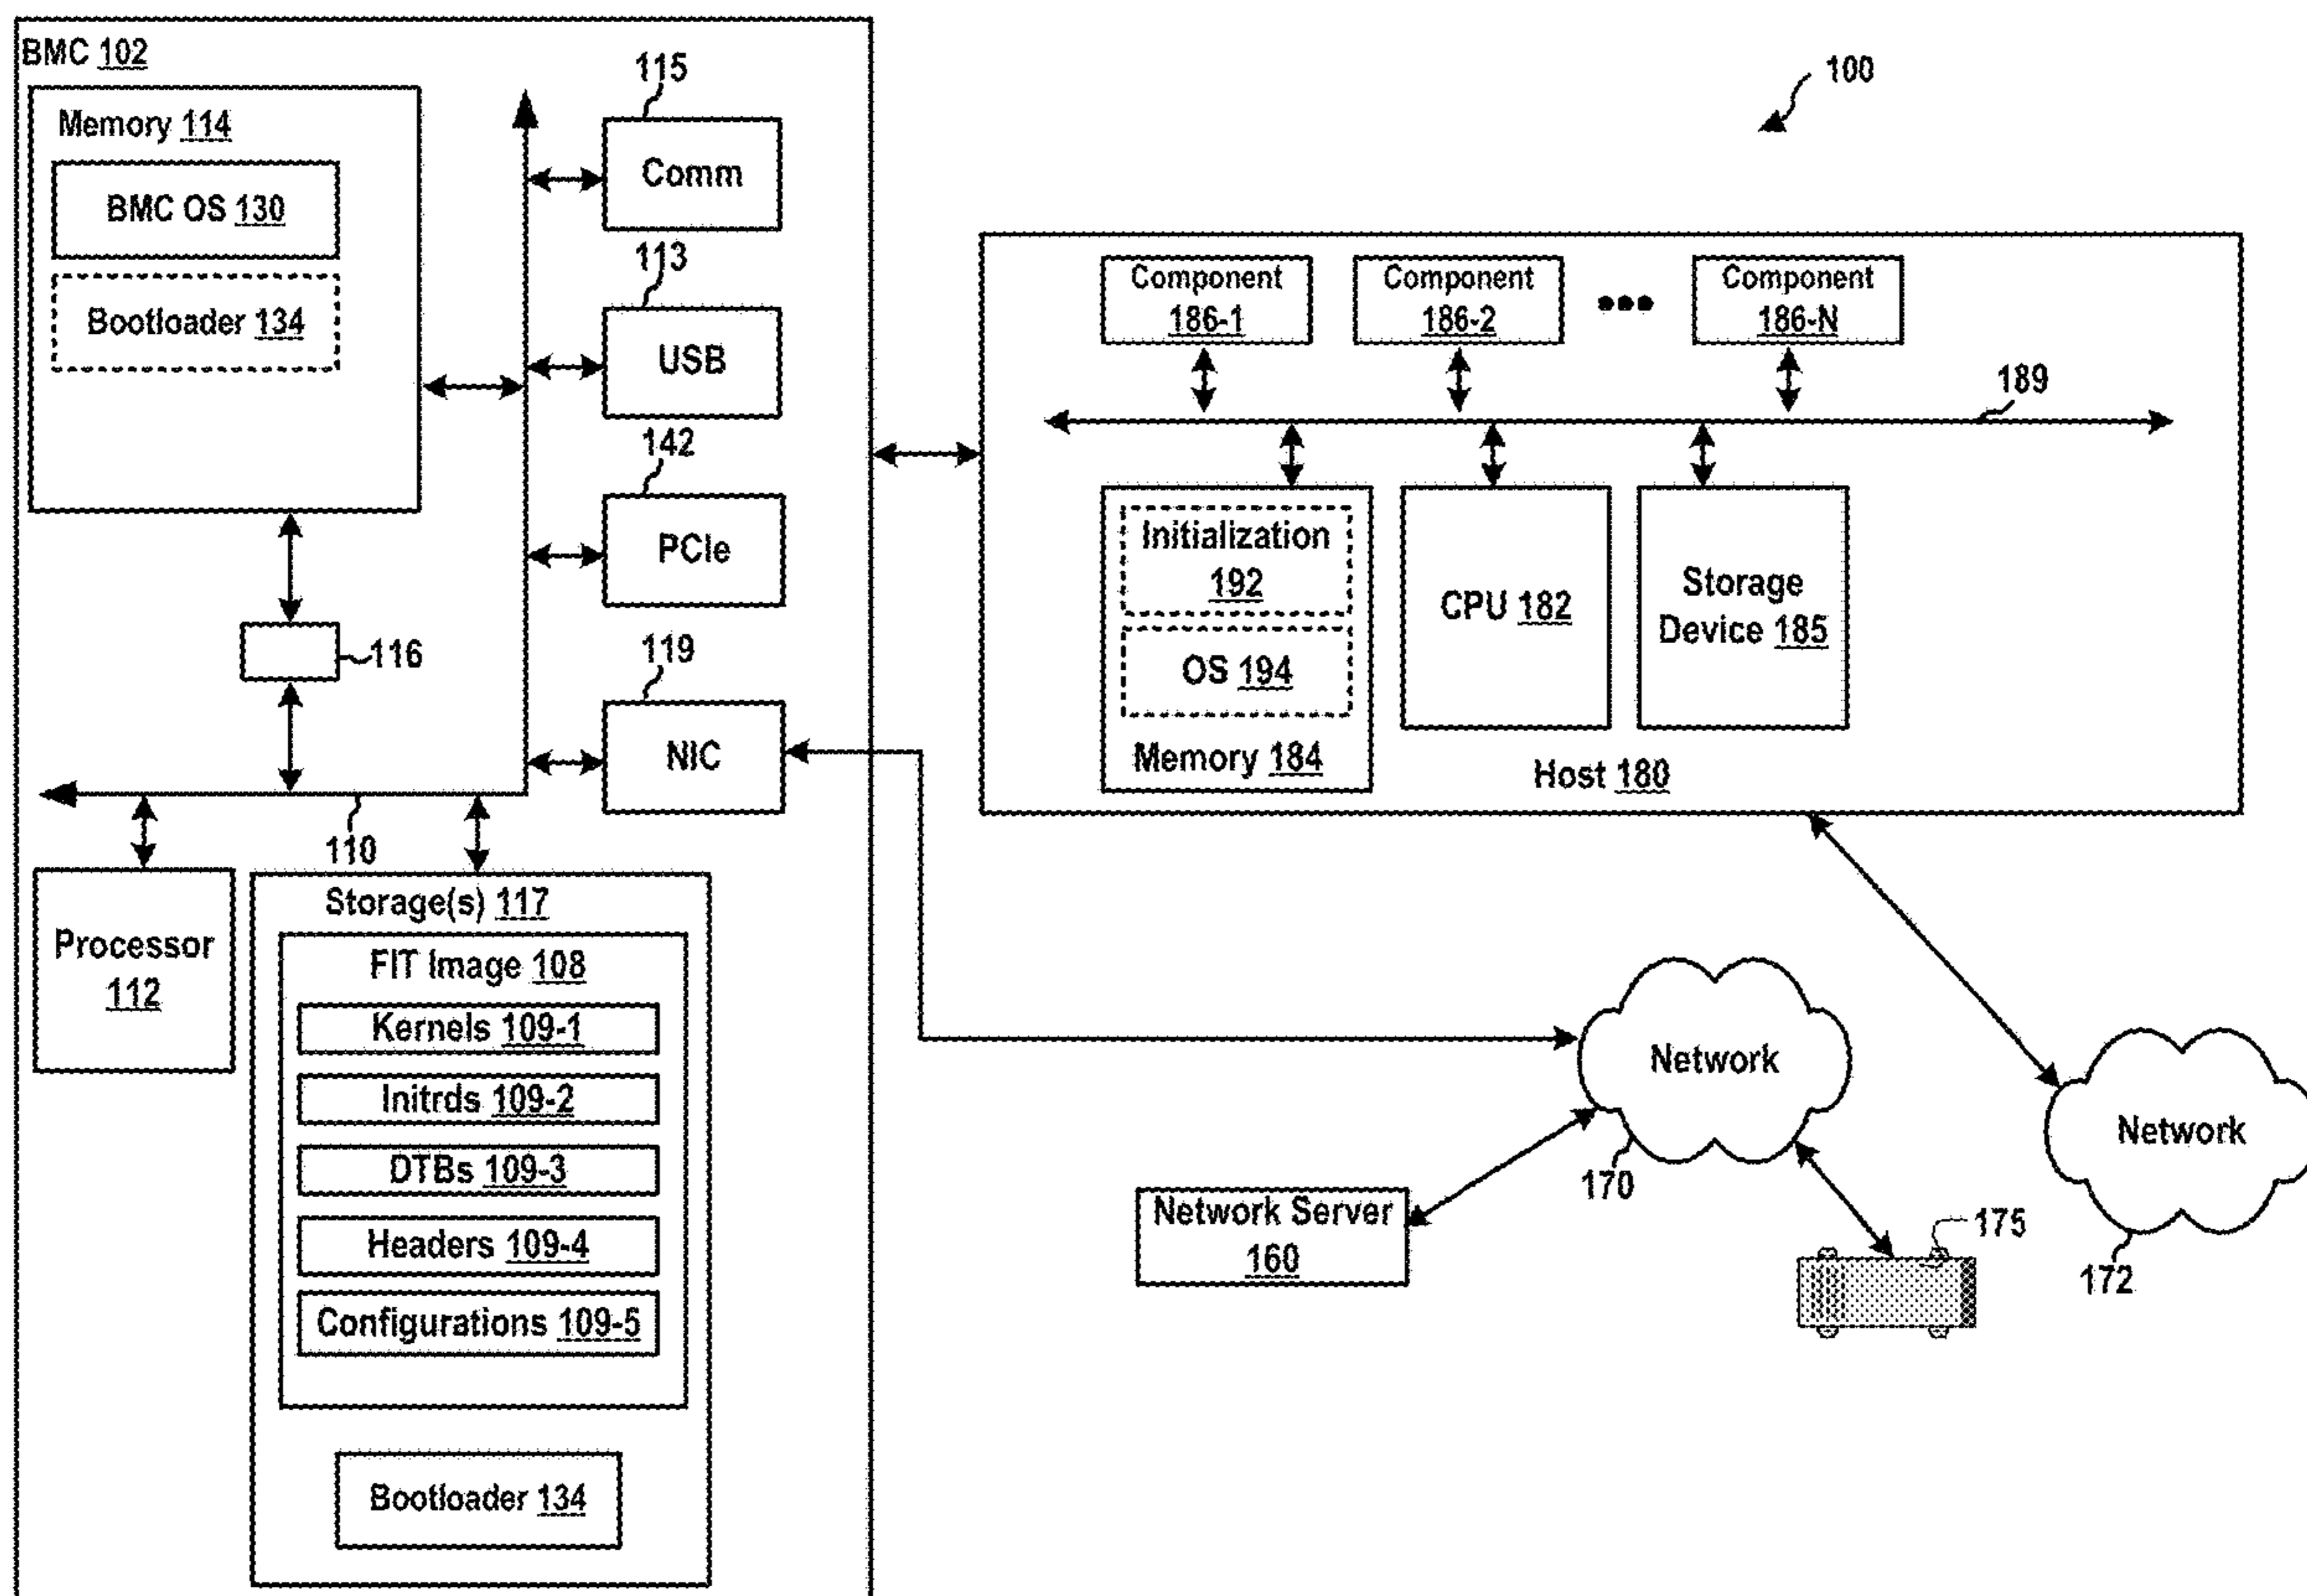 BMC 102
Memory 114
BMC OS 130
Bootloader 134
115
Comm
113
USB
142
PCIe
116
119
NIC
110
Processor
112
Storage(s) 117
FIT Image 108
Kernels 109-1
Initrds 109-2
DTBs 109-3
Headers 109-4
Configurations 109-5
Bootloader 134
100
Component
186-1
Component
186-2
Component
186-N
189
Initialization
192
OS 194
Memory 184
CPU 182
Storage
Device 185
Host 180
Network
170
Network
172
Network Server
160
175